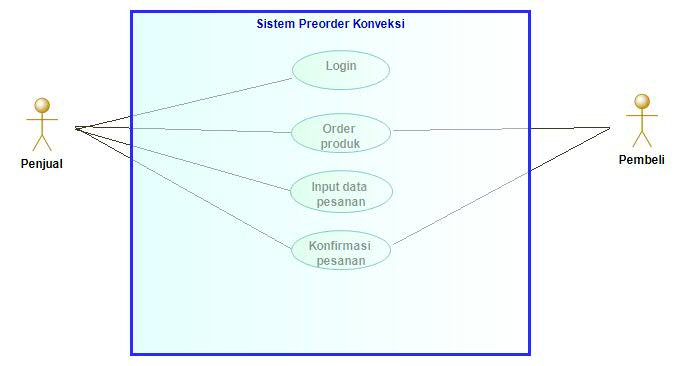 Sistem Preorder Konveksi
Login
Order
produk
Input data
pesanan
Konfirmasi
pesanan
Penjual
Pembeli